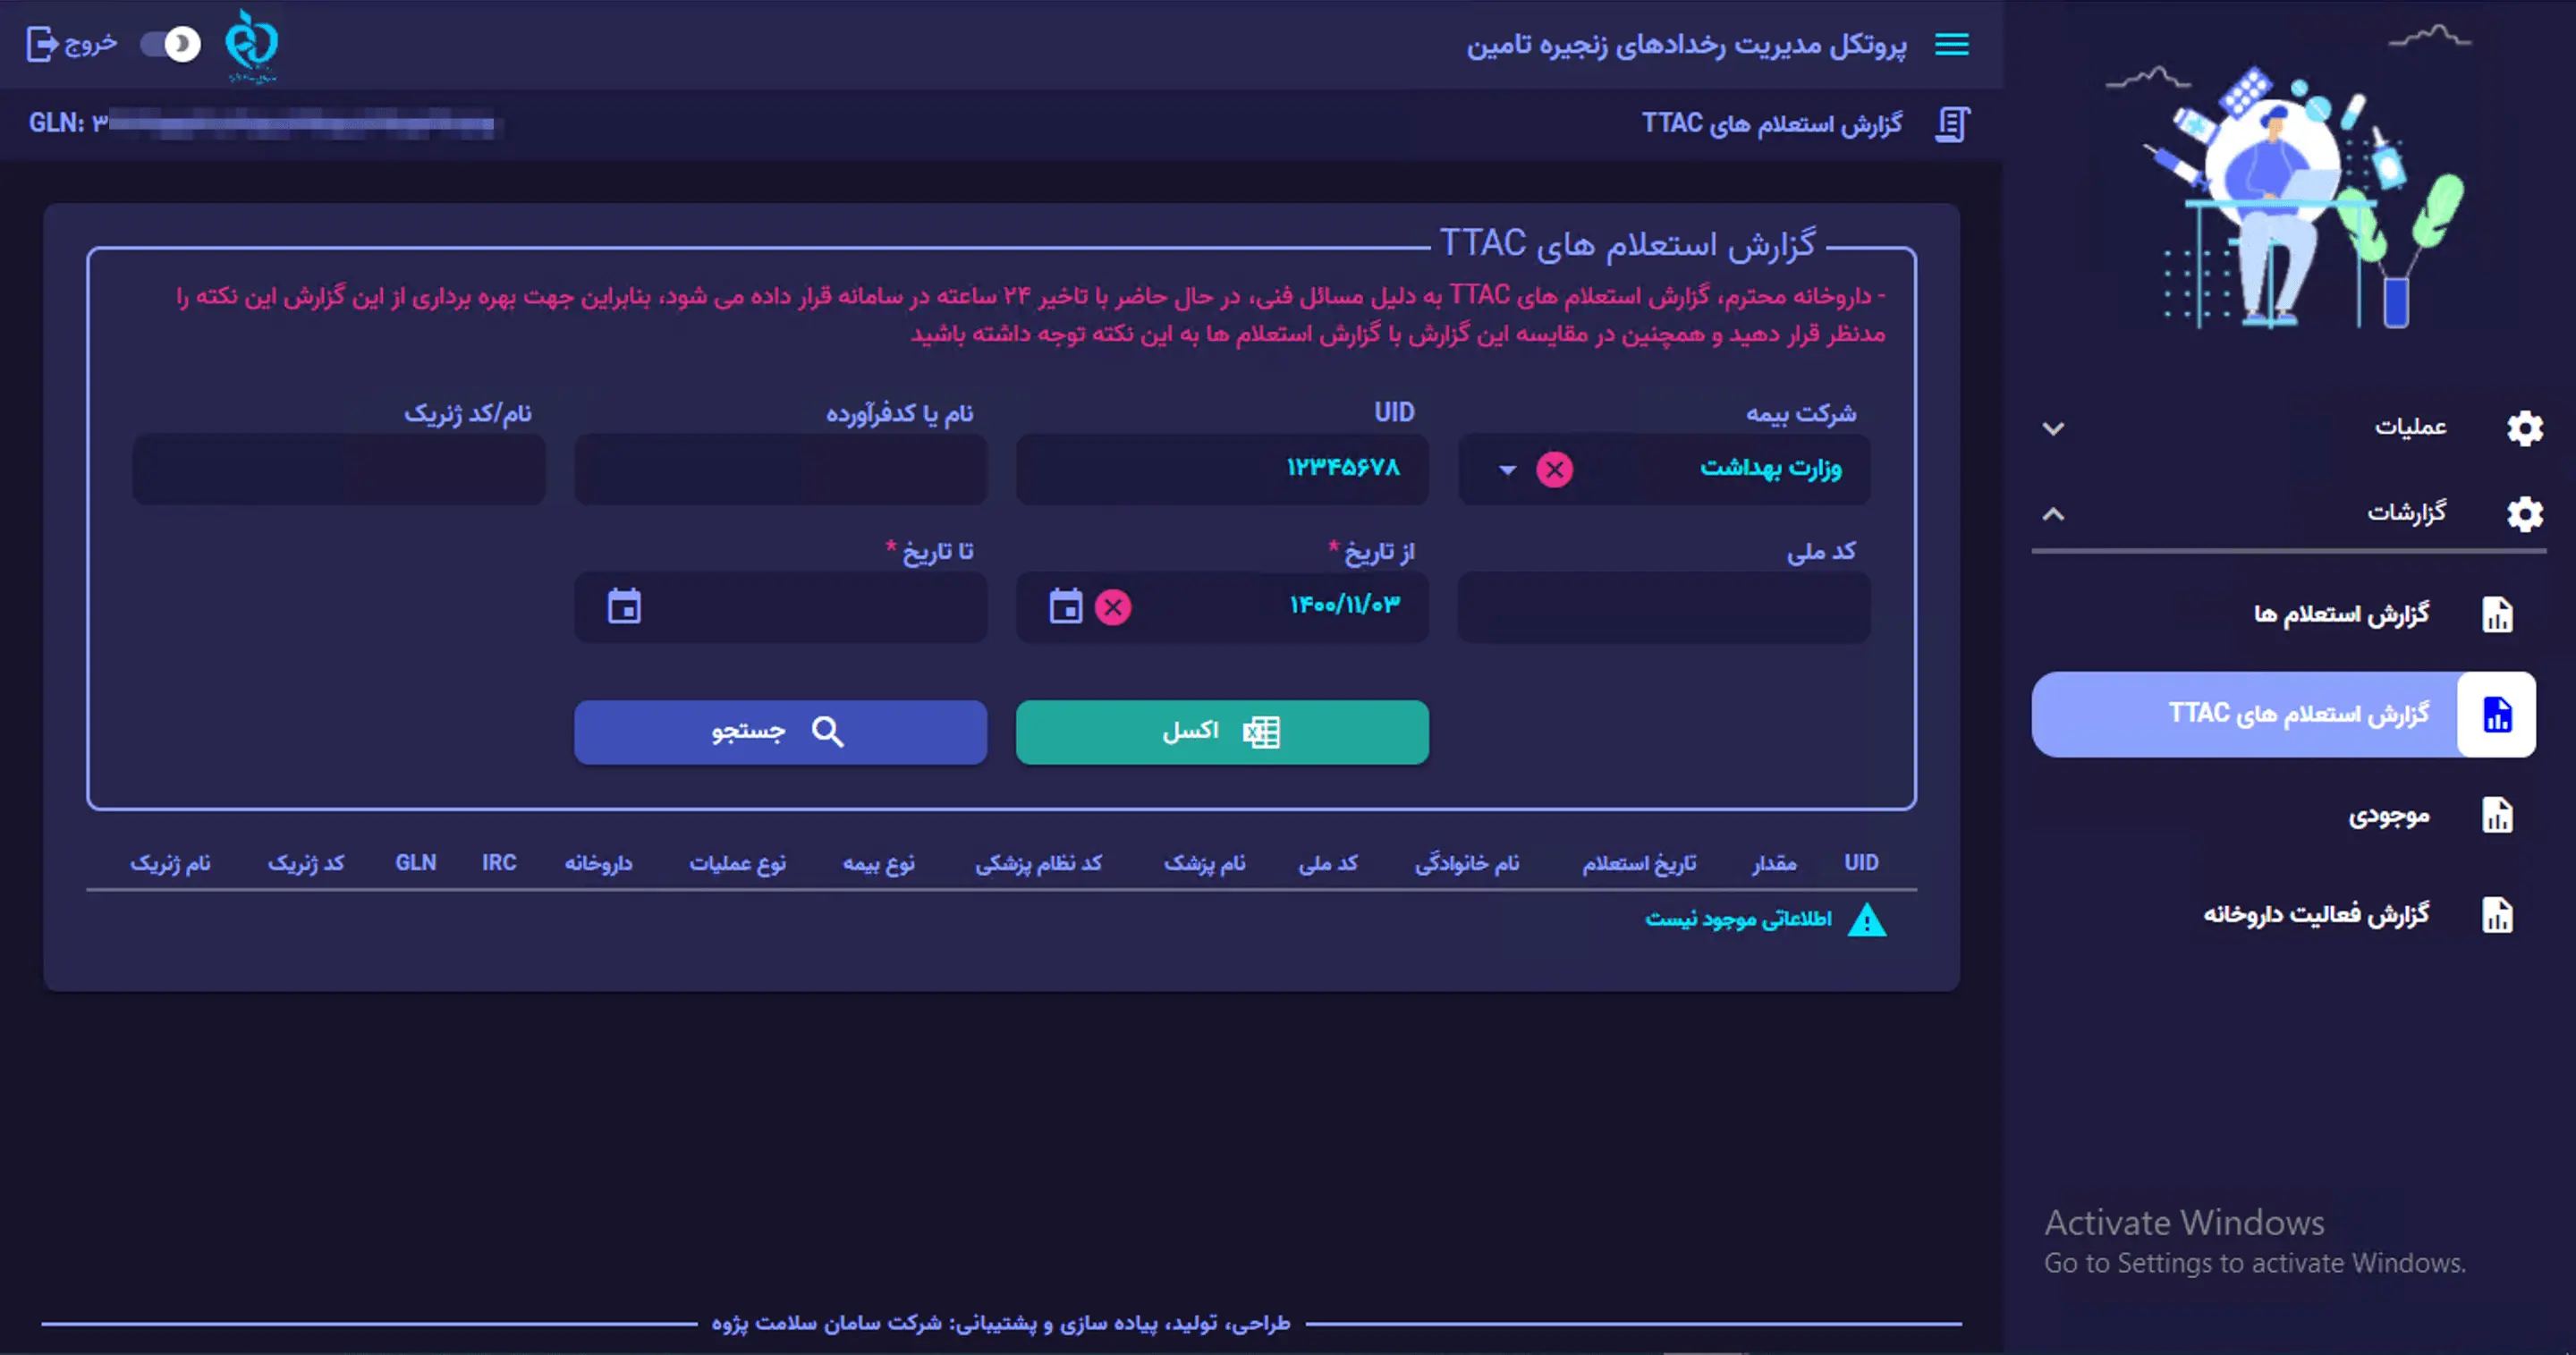 پروتکل مدیریت رخدادهای زنجیره تامین
خروج
گزارش استعلام های TTAC
GLN: ۳
گزارش استعلام های TTAC
- داروخانه محترم، گزارش استعلام های TTAC به دلیل مسائل فنی، در حال حاضر با تاخیر ۲۴ ساعته در سامانه قرار داده می شود، بنابراین جهت بهره برداری از این گزارش این نکته را
مدنظر قرار دهید و همچنین در مقایسه این گزارش با گزارش استعلام ها به این نکته توجه داشته باشید
شرکت بیمه
UID
نام یا کدفرآورده
نام/کد ژنریک
وزارت بهداشت
۱۲۳۴۵۶۷۸
کد ملی
از تاریخ *
تا تاریخ *
۱۴۰۰/۱۱/۰۳
اکسل
جستجو
UID مقدار تاریخ استعلام نام خانوادگی کد ملی نام پزشک کد نظام پزشکی نوع بیمه نوع عملیات داروخانه IRC GLN کد ژنریک نام ژنریک
اطلاعاتی موجود نیست
طراحی، تولید، پیاده سازی و پشتیبانی: شرکت سامان سلامت پژوه
عملیات
گزارشات
گزارش استعلام ها
گزارش استعلام های TTAC
موجودی
گزارش فعالیت داروخانه
Activate Windows
Go to Settings to activate Windows.